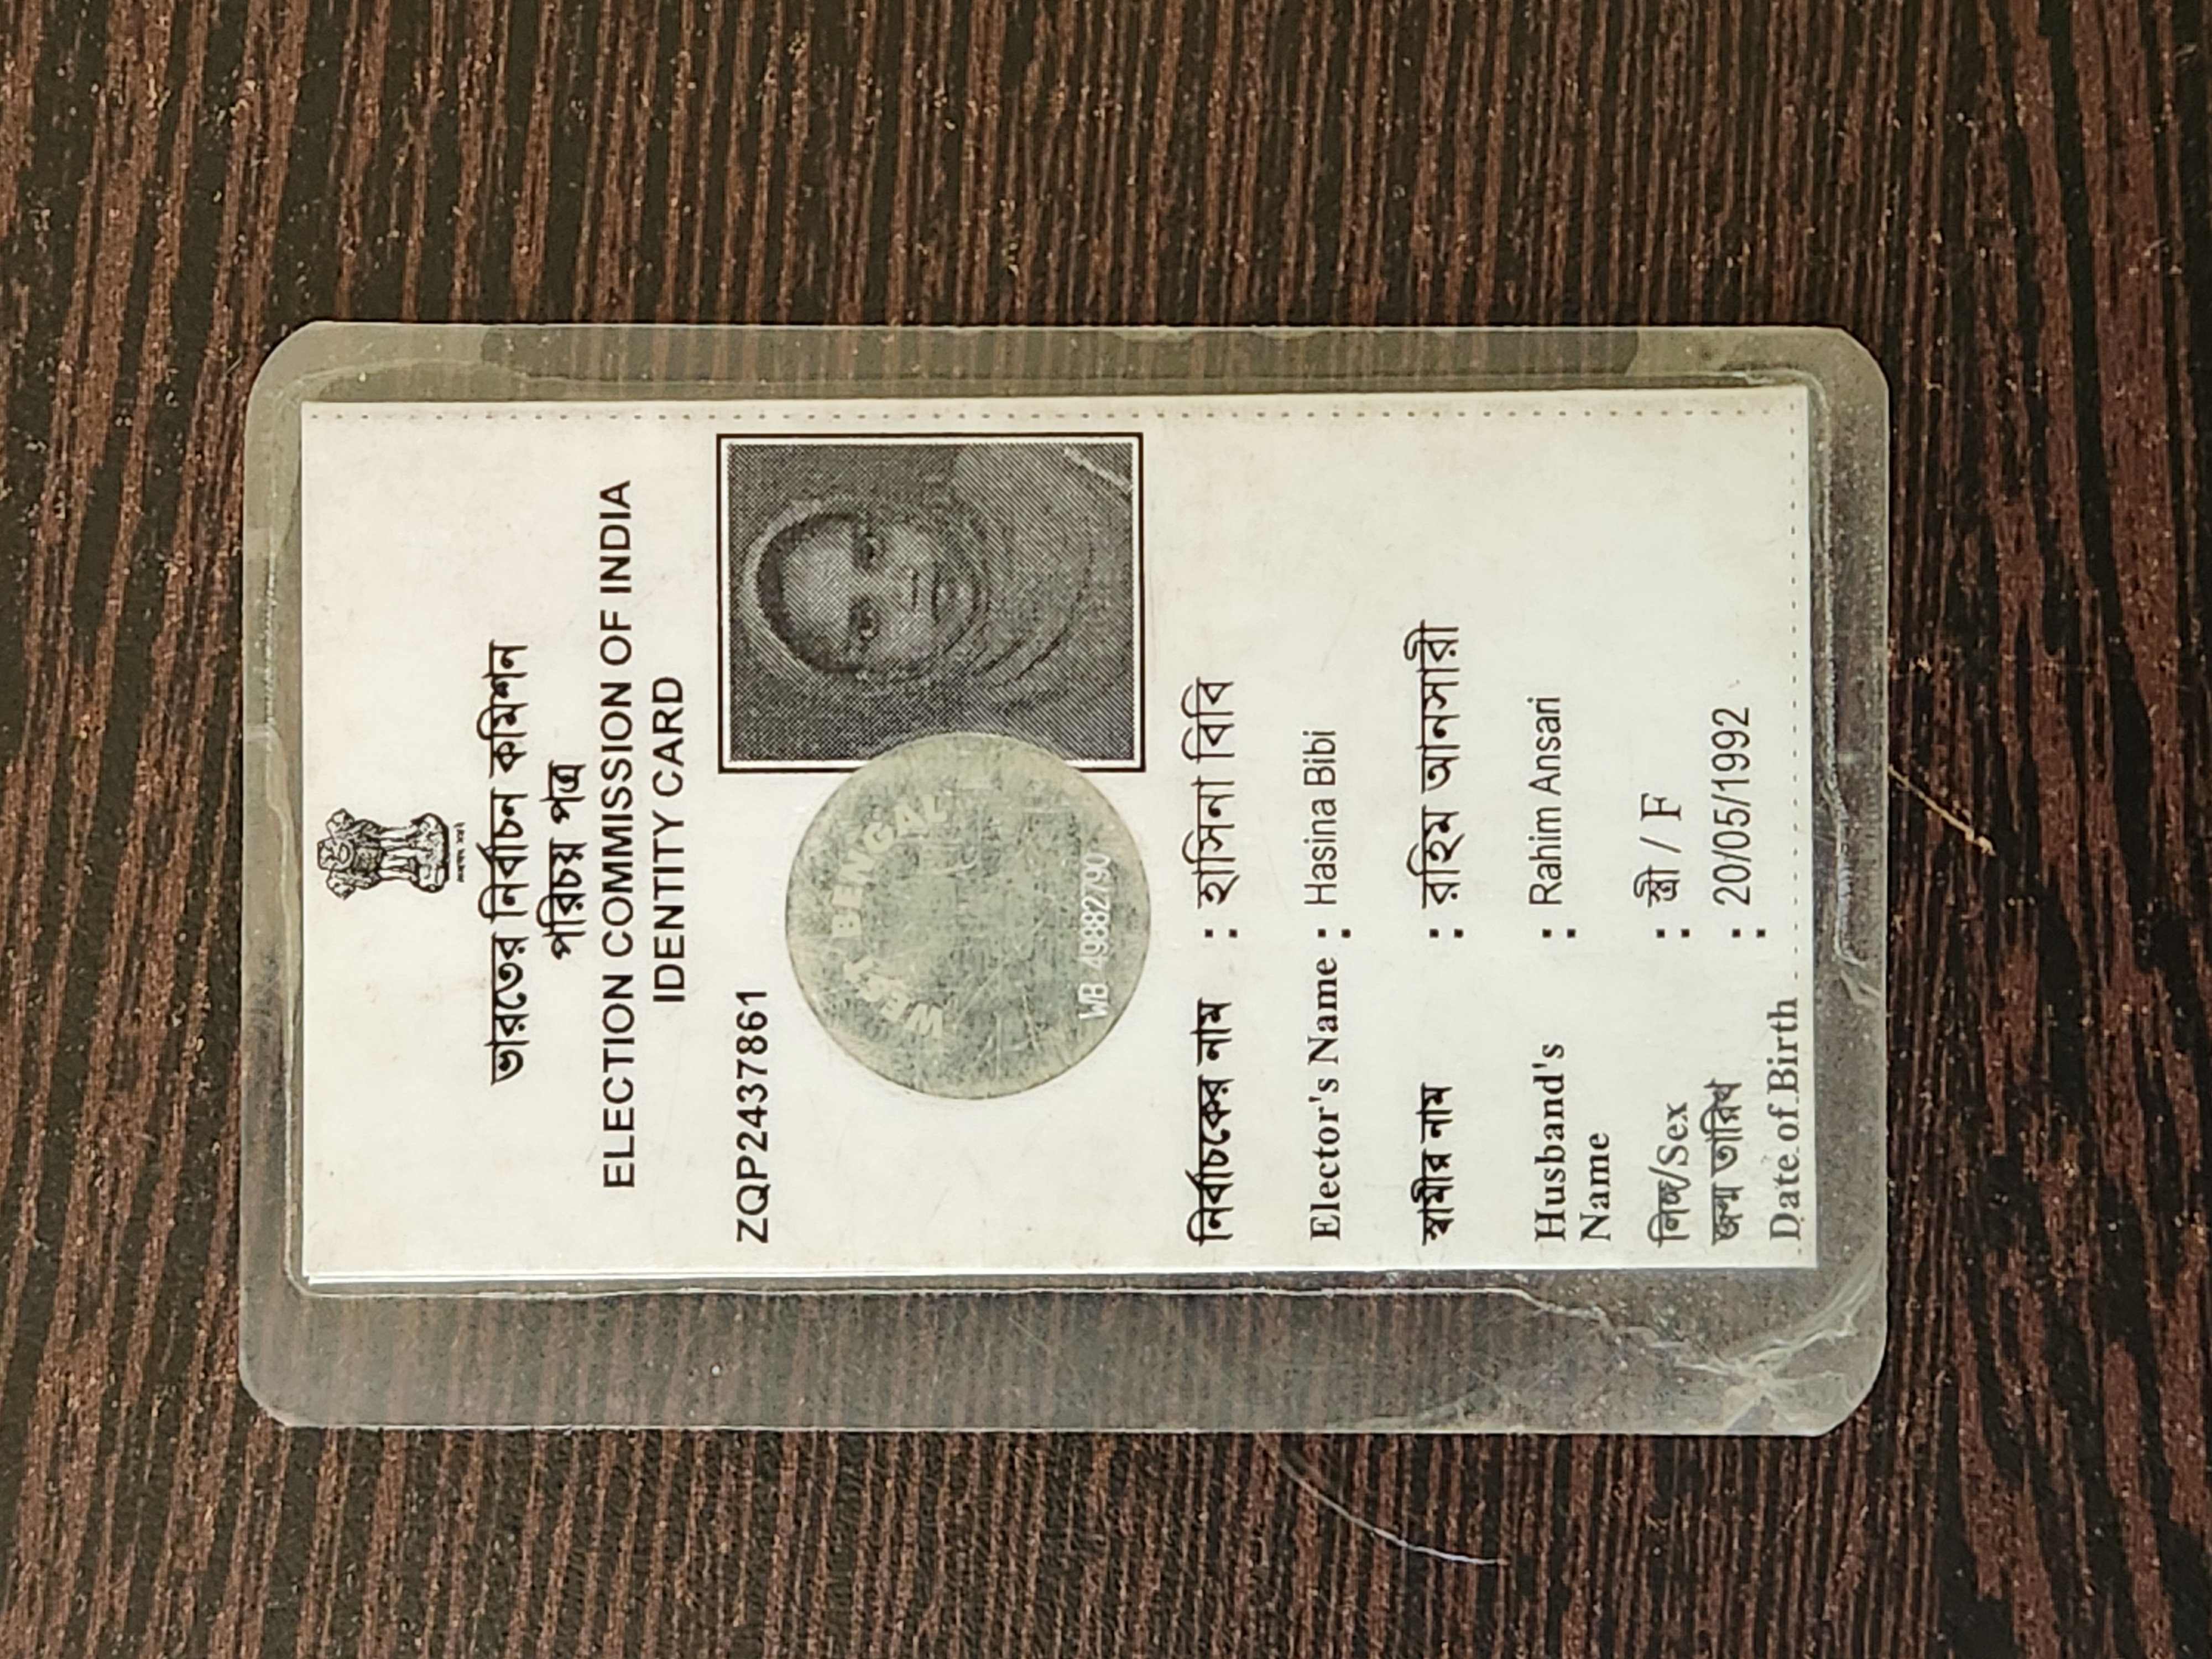 ভারতের নির্বাচন কমিশন
পরিচয় পত্র
ELECTION COMMISSION OF INDIA
IDENTITY CARD
ZQP2437861
WEST BENGAL
WB 49882790
নির্বাচকের নাম : হাসিনা বিবি
Elector's Name : Hasina Bibi
স্বামীর নাম : রহিম আনসারী
Husband's Name : Rahim Ansari
লিঙ্গ/Sex : স্ত্রী / F
জন্ম তারিখ : 20/05/1992
Date of Birth